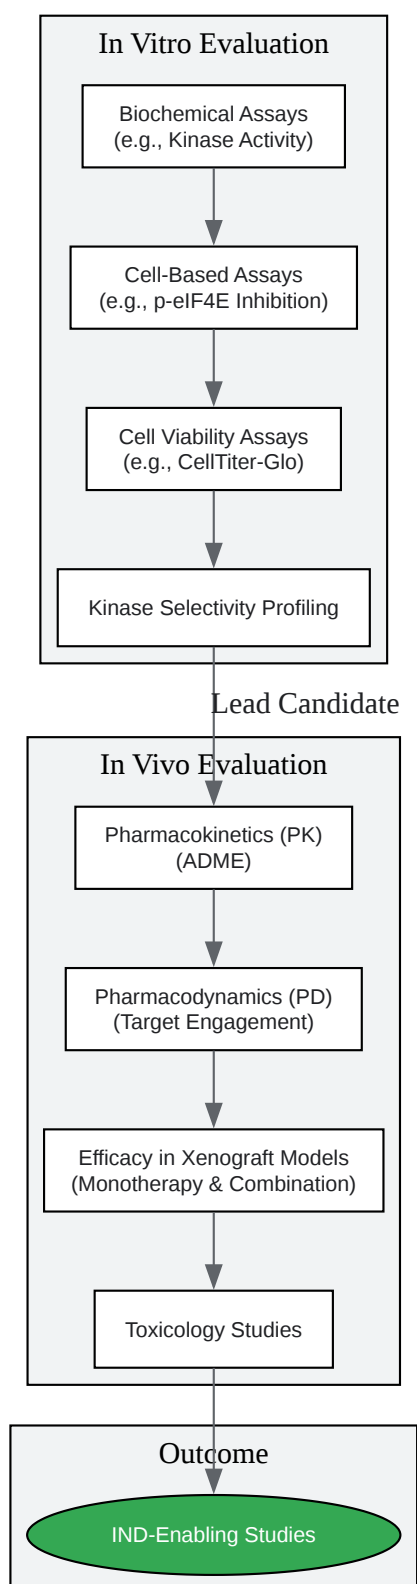 In Vitro Evaluation
Biochemical Assays
(e.g., Kinase Activity)
Cell-Based Assays
(e.g., p-eIF4E Inhibition)
Cell Viability Assays
(e.g., CellTiter-Glo)
Kinase Selectivity Profiling
Lead Candidate
In Vivo Evaluation
Pharmacokinetics (PK)
(ADME)
Pharmacodynamics (PD)
(Target Engagement)
Efficacy in Xenograft Models
(Monotherapy & Combination)
Toxicology Studies
Outcome
IND-Enabling Studies